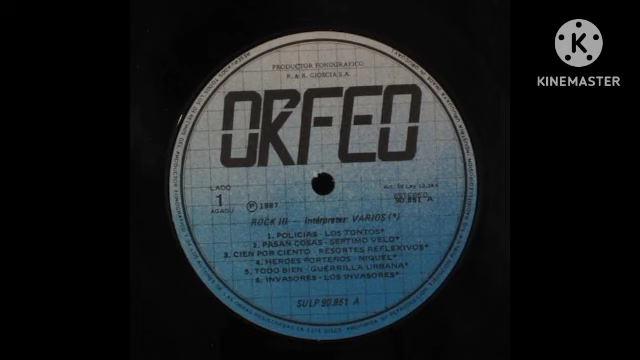 KINEMASTER
PRODUCTOR FONOGRAFICO
R. & R. GIOSCIA S.A.
ORFEO
LADO
1
AGADU
℗ 1987
ESTEREO
90.851 A
ROCK III - Intérpretes: VARIOS (*)
1. POLICIAS - LOS TONTOS*
2. PASAN COSAS - SEPTIMO VELO*
3. CIEN POR CIENTO - RESORTES REFLEXIVOS*
4. HEROES PORTEÑOS - NIQUEL*
5. TODO BIEN - GUERRILLA URBANA*
6. INVASORES - LOS INVASORES*
SULP 90.851 A